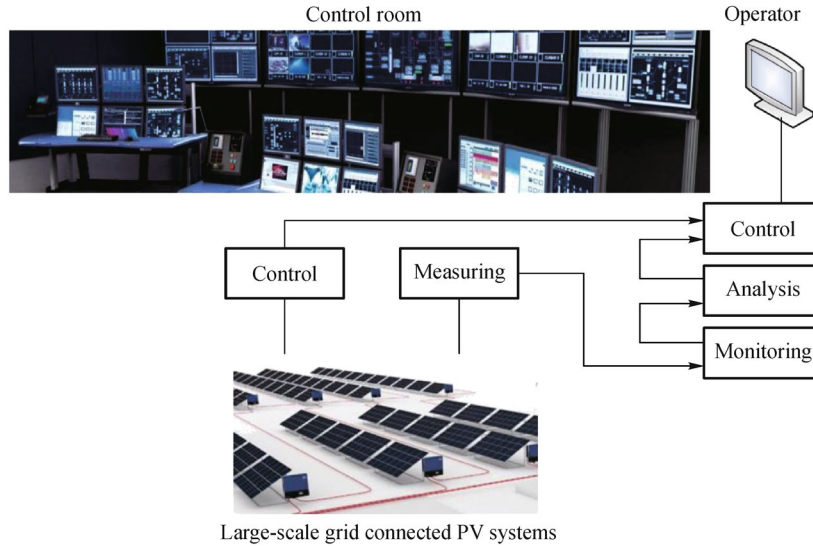 Control room
Operator
Control
Control
Measuring
Analysis
Monitoring
Large-scale grid connected PV systems